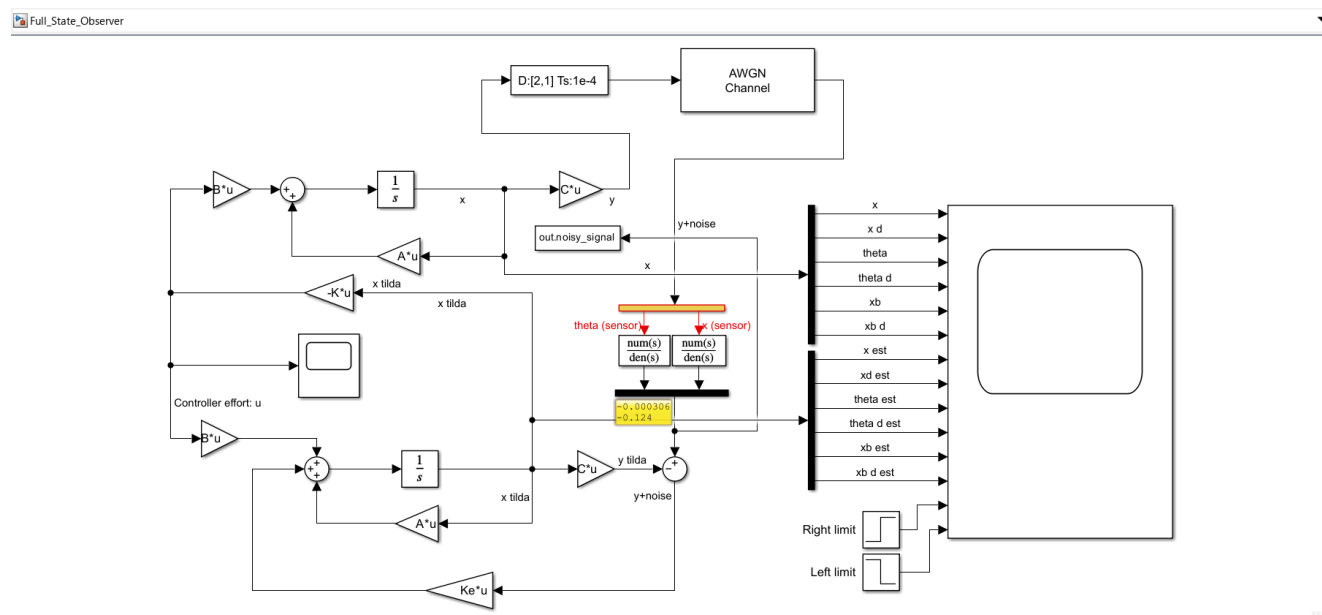 Full_State_Observer
D:[2,1] Ts:1e-4
AWGN
Channel
B*u
+
+
1
s
x
C*u
y
A*u
out.noisy_signal
y+noise
x
-K*u
x tilda
x tilda
theta (sensor)
x (sensor)
num(s)
den(s)
num(s)
den(s)
-0.000306
-0.124
Controller effort: u
B*u
+
+
+
1
s
x tilda
C*u
y tilda
-
+
y+noise
A*u
Ke*u
x
x d
theta
theta d
xb
xb d
x est
xd est
theta est
theta d est
xb est
xb d est
Right limit
Left limit